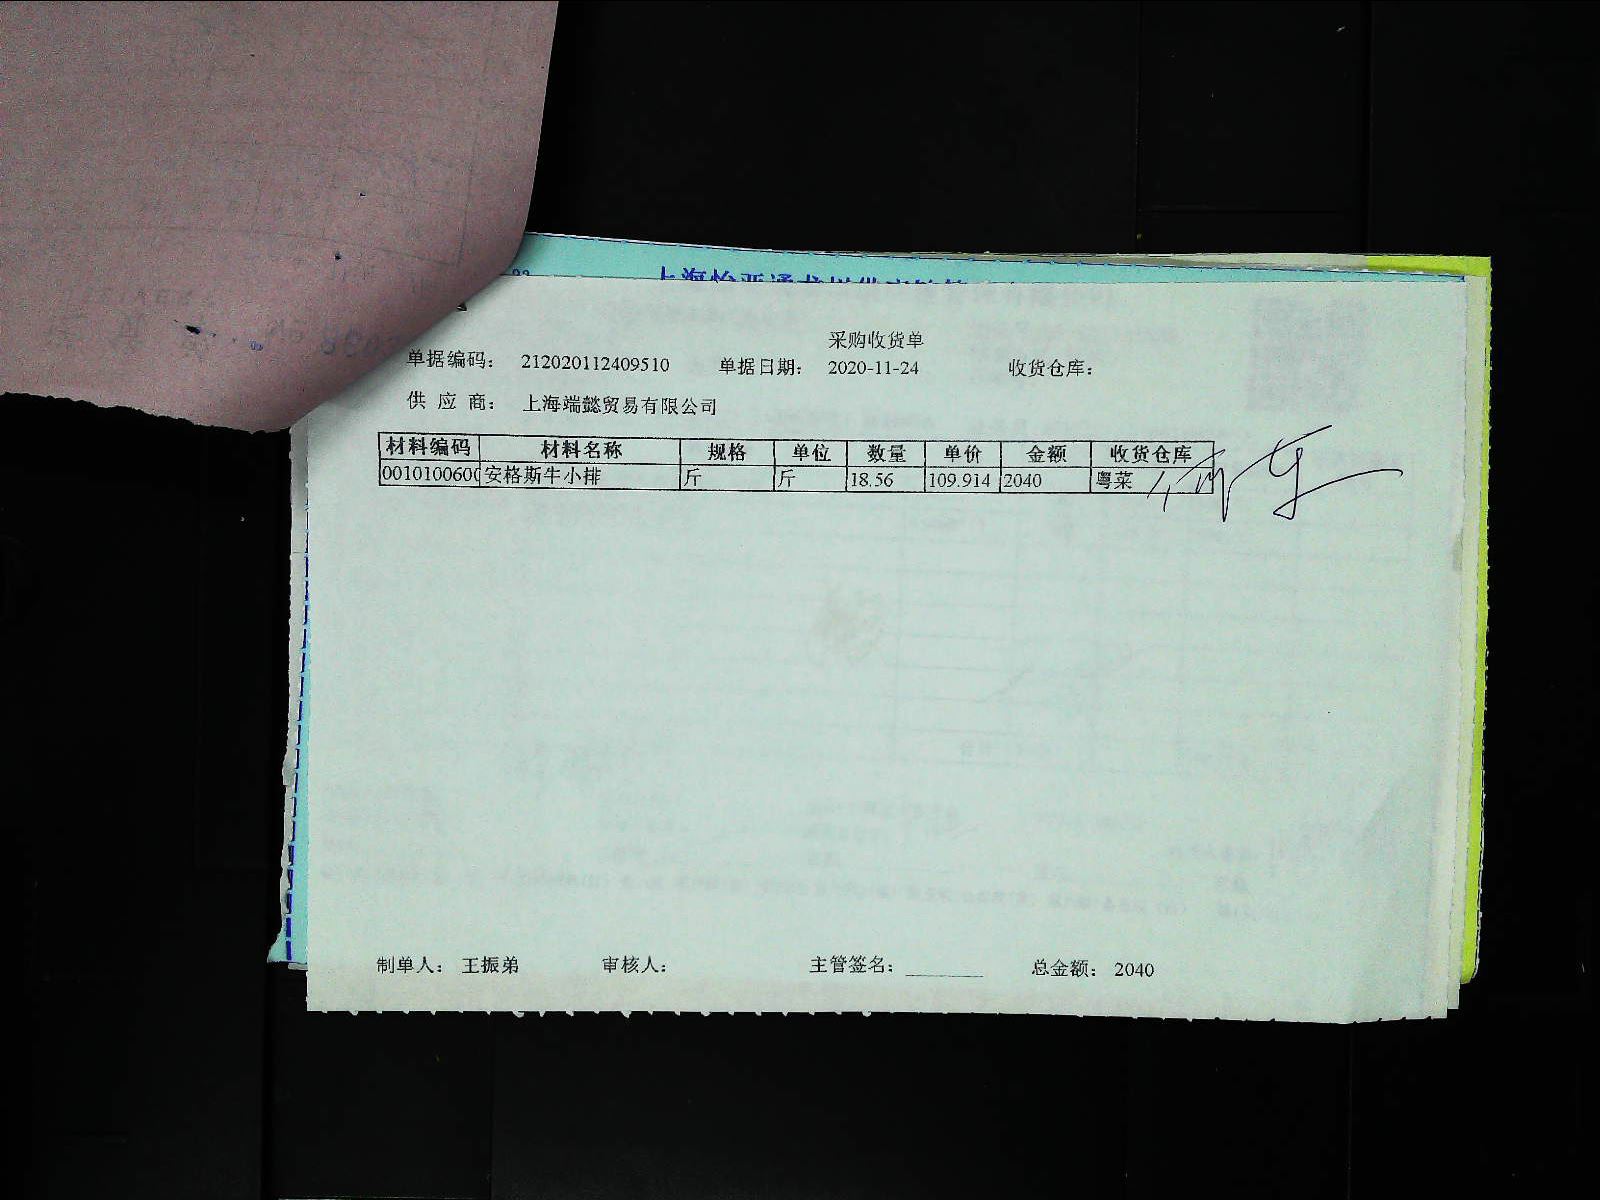 采购收货单
单据编码: 212020112409510 单据日期: 2020-11-24 收货仓库:
供 应 商: 上海端懿贸易有限公司
材料编码 材料名称 规格 单位 数量 单价 金额 收货仓库
0010100600 安格斯牛小排 斤 斤 18.56 109.914 2040 粤菜
制单人: 王振弟 审核人: 主管签名: ________ 总金额: 2040